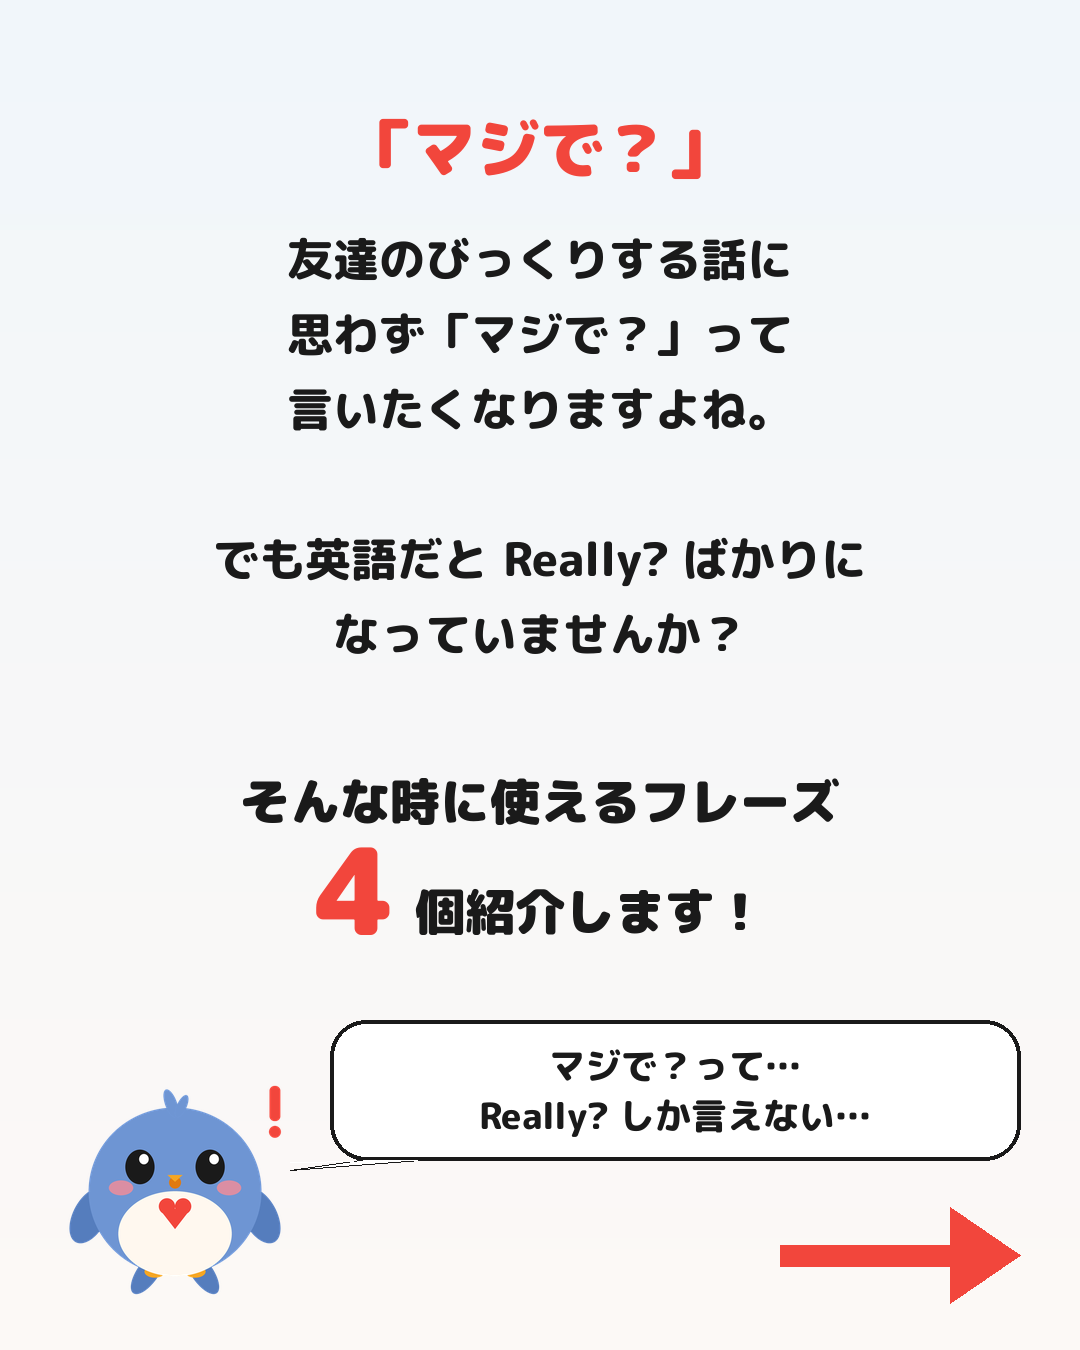 「マジで？」
友達のびっくりする話に
思わず「マジで？」って
言いたくなりますよね。
でも英語だと Really? ばかりに
なっていませんか？
そんな時に使えるフレーズ
4 個紹介します！
!
マジで？って…
Really? しか言えない…